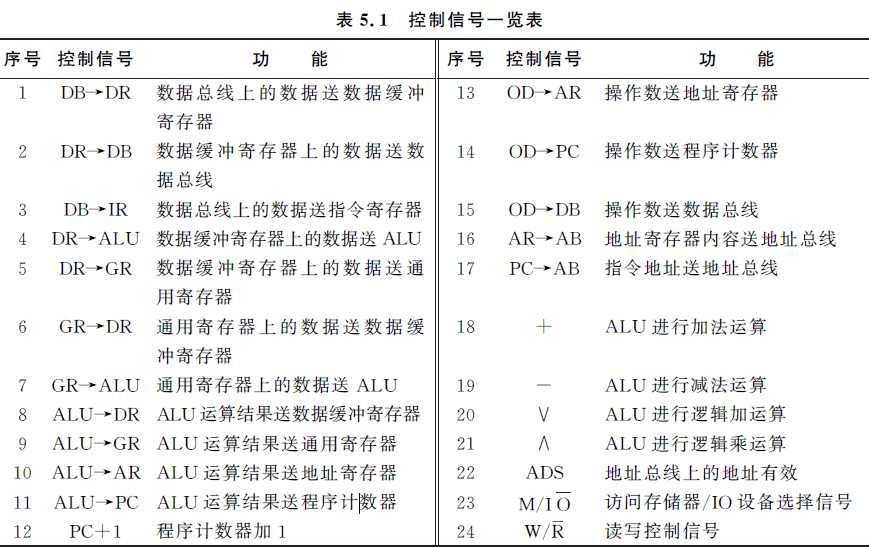 表 5.1 控制信号一览表
序号 控制信号 功 能 序号 控制信号 功 能
1 DB→DR 数据总线上的数据送数据缓冲 13 OD→AR 操作数送地址寄存器
寄存器
2 DR→DB 数据缓冲寄存器上的数据送数 14 OD→PC 操作数送程序计数器
据总线
3 DB→IR 数据总线上的数据送指令寄存器 15 OD→DB 操作数送数据总线
4 DR→ALU 数据缓冲寄存器上的数据送 ALU 16 AR→AB 地址寄存器内容送地址总线
5 DR→GR 数据缓冲寄存器上的数据送通 17 PC→AB 指令地址送地址总线
用寄存器
6 GR→DR 通用寄存器上的数据送数据缓 18 + ALU 进行加法运算
冲寄存器
7 GR→ALU 通用寄存器上的数据送 ALU 19 − ALU 进行减法运算
8 ALU→DR ALU 运算结果送数据缓冲寄存器 20 ∨ ALU 进行逻辑加运算
9 ALU→GR ALU 运算结果送通用寄存器 21 ∧ ALU 进行逻辑乘运算
10 ALU→AR ALU 运算结果送地址寄存器 22 ADS 地址总线上的地址有效
11 ALU→PC ALU 运算结果送程序计数器 23 M/I O̅ 访问存储器/IO 设备选择信号
12 PC+1 程序计数器加 1 24 W/R̅ 读写控制信号